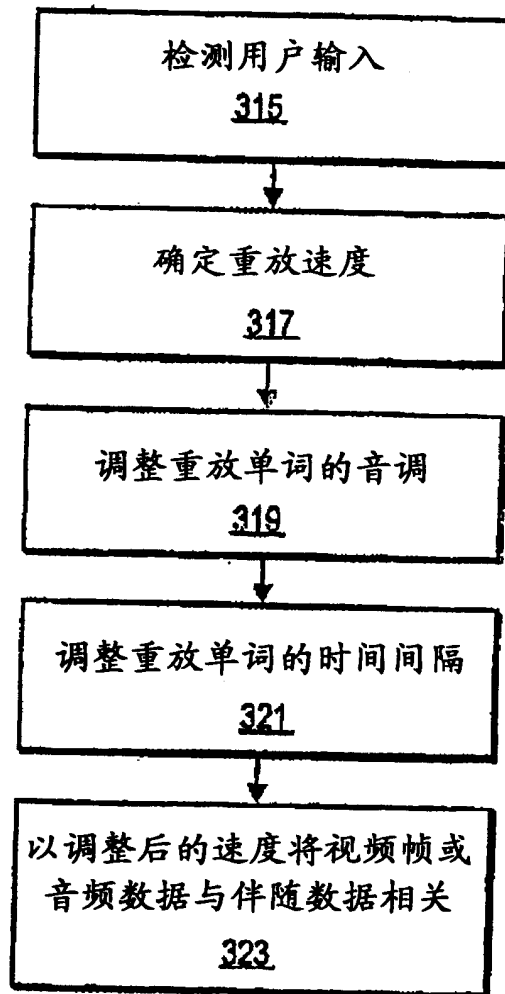 检测用户输入
315
确定重放速度
317
调整重放单词的音调
319
调整重放单词的时间间隔
321
以调整后的速度将视频帧或
音频数据与伴随数据相关
323